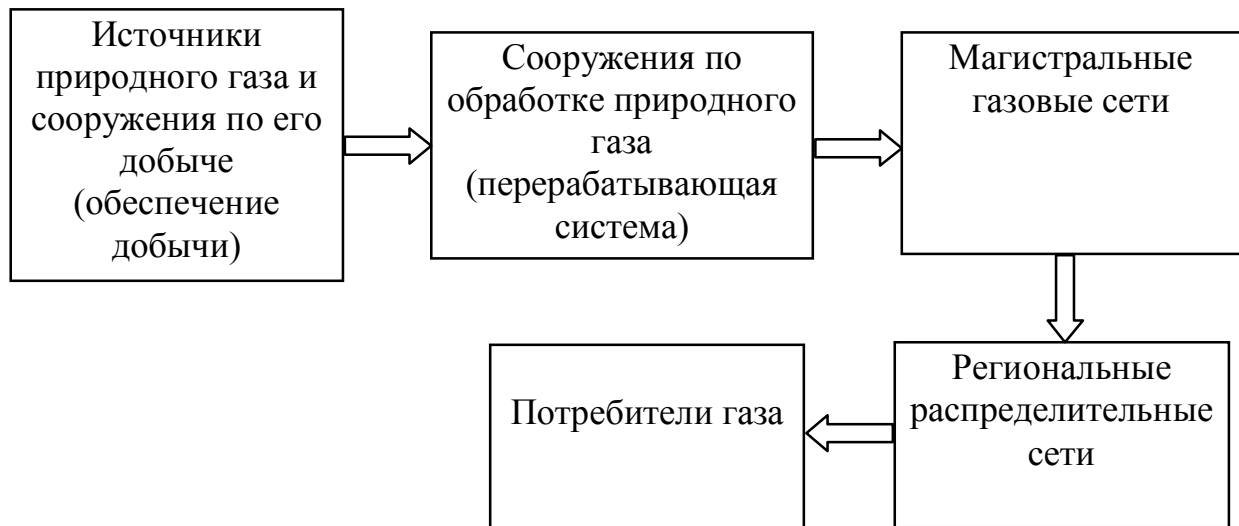 Источники
природного газа и
сооружения по его
добыче
(обеспечение
добычи)
Сооружения по
обработке природного
газа
(перерабатывающая
система)
Магистральные
газовые сети
Региональные
распределительные
сети
Потребители газа